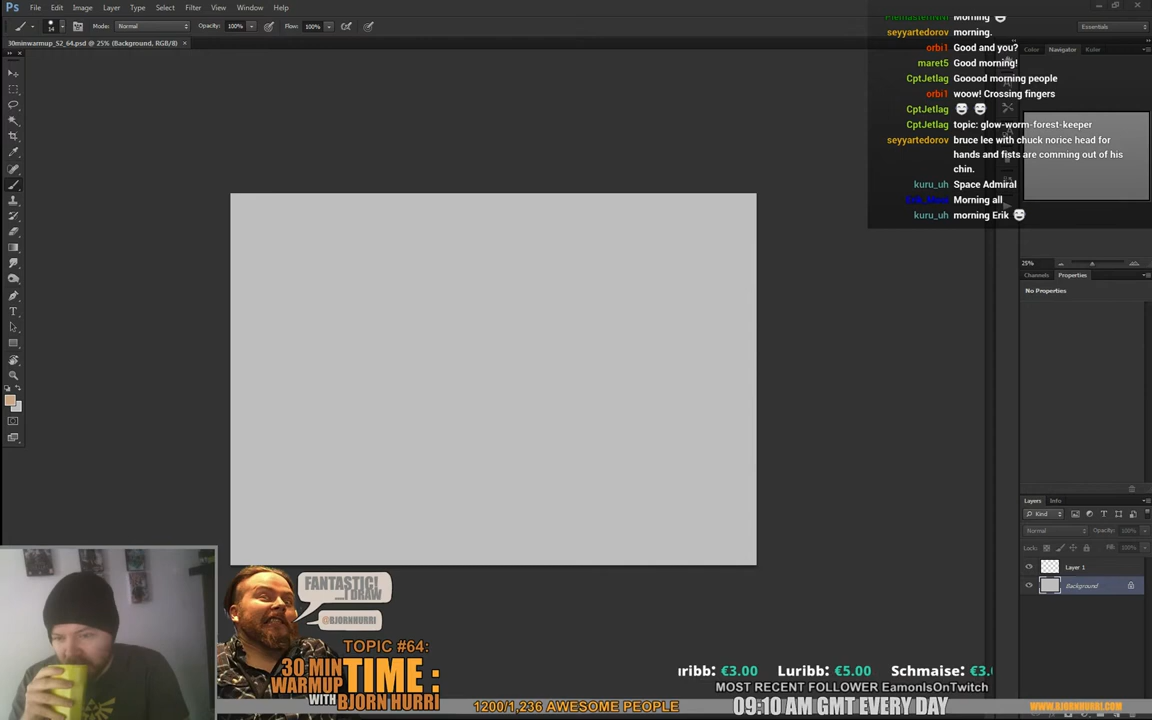 Ps File Edit Image Layer Type Select Filter View Window Help
14 Mode: Normal Opacity: 100% Flow: 100% Essentials
30minwarmup_S2_64.psd @ 25% (Background, RGB/8) ×
Color Navigator Kuler
Morning
seyyartedorov morning.
orbi1 Good and you?
maret5 Good morning!
CptJetlag Gooood morning people
orbi1 woow! Crossing fingers
CptJetlag
CptJetlag topic: glow-worm-forest-keeper
seyyartedorov bruce lee with chuck norice head for
hands and fists are comming out of his
chin.
kuru_uh Space Admiral
Morning all
kuru_uh morning Erik
25%
Channels Properties
No Properties
Layers Info
Kind
Normal Opacity: 100%
Lock: Fill: 100%
Layer 1
Background
FANTASTIC!
....I DRAW
@BJORNHURRI
TOPIC #64:
30 MIN
WARMUP
WITH
TIME :
BJORN HURRI
uribb: €3.00 Luribb: €5.00 Schmaise: €3.
MOST RECENT FOLLOWER EamonIsOnTwitch
1200/1,236 AWESOME PEOPLE 09:10 AM GMT EVERY DAY WWW.BJORNHURRI.COM